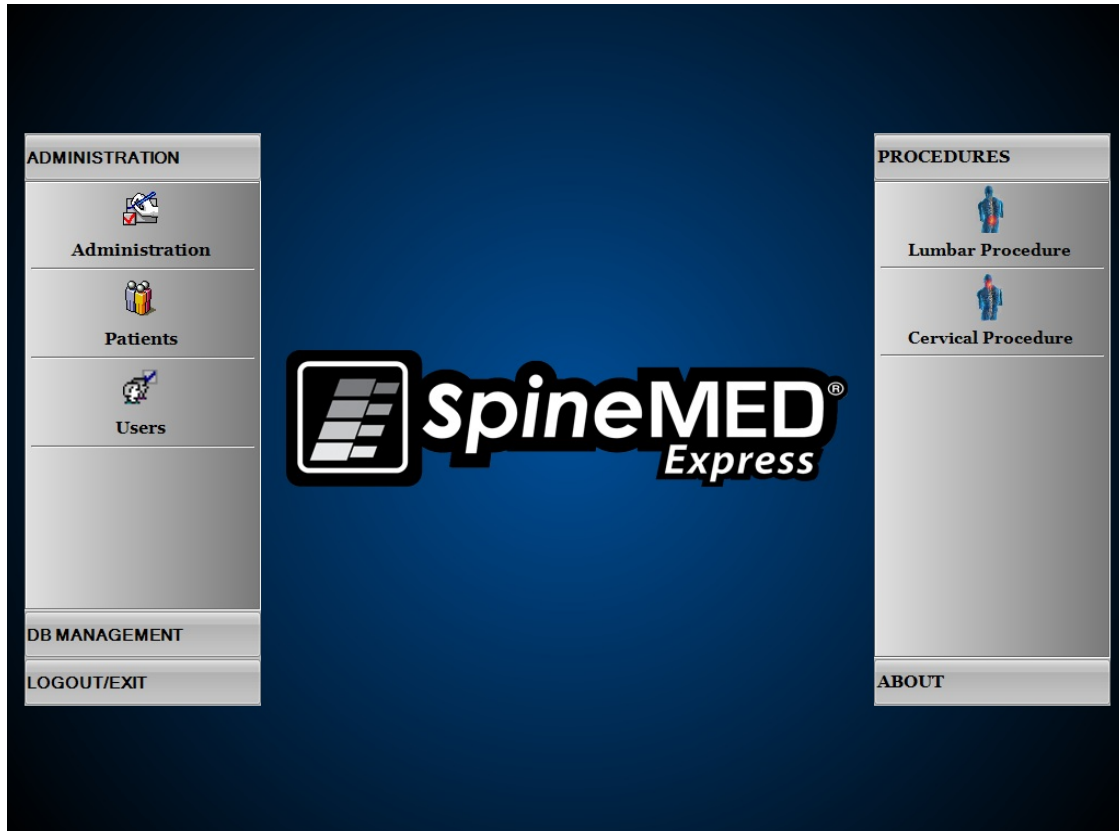 ADMINISTRATION
Administration
Patients
Users
DB MANAGEMENT
LOGOUT/EXIT
SpineMED®
Express
PROCEDURES
Lumbar Procedure
Cervical Procedure
ABOUT